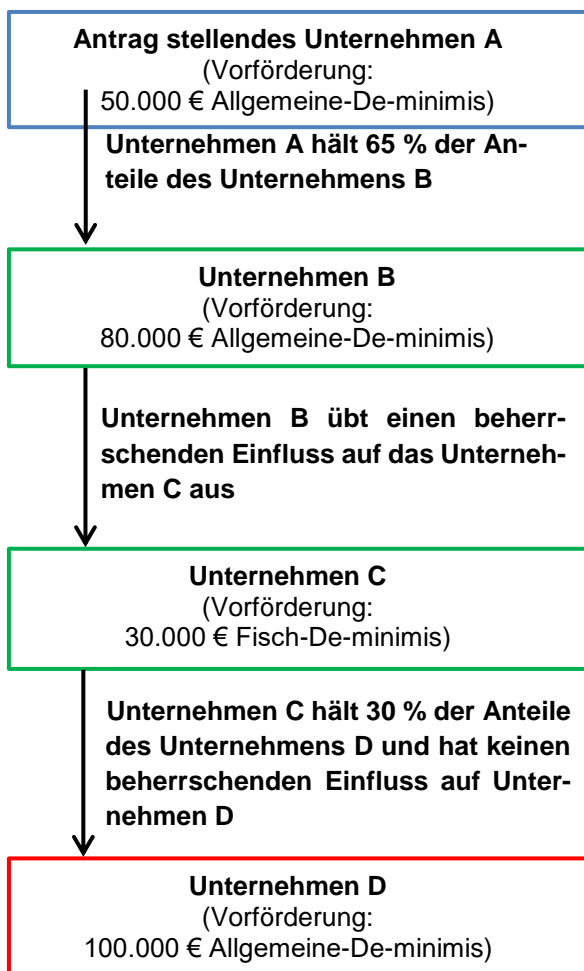 Antrag stellendes Unternehmen A
(Vorförderung:
50.000 € Allgemeine-De-minimis)
Unternehmen A hält 65 % der An-
teile des Unternehmens B
Unternehmen B
(Vorförderung:
80.000 € Allgemeine-De-minimis)
Unternehmen B übt einen beherr-
schenden Einfluss auf das Unterneh-
men C aus
Unternehmen C
(Vorförderung:
30.000 € Fisch-De-minimis)
Unternehmen C hält 30 % der Anteile
des Unternehmens D und hat keinen
beherrschenden Einfluss auf Unter-
nehmen D
Unternehmen D
(Vorförderung:
100.000 € Allgemeine-De-minimis)